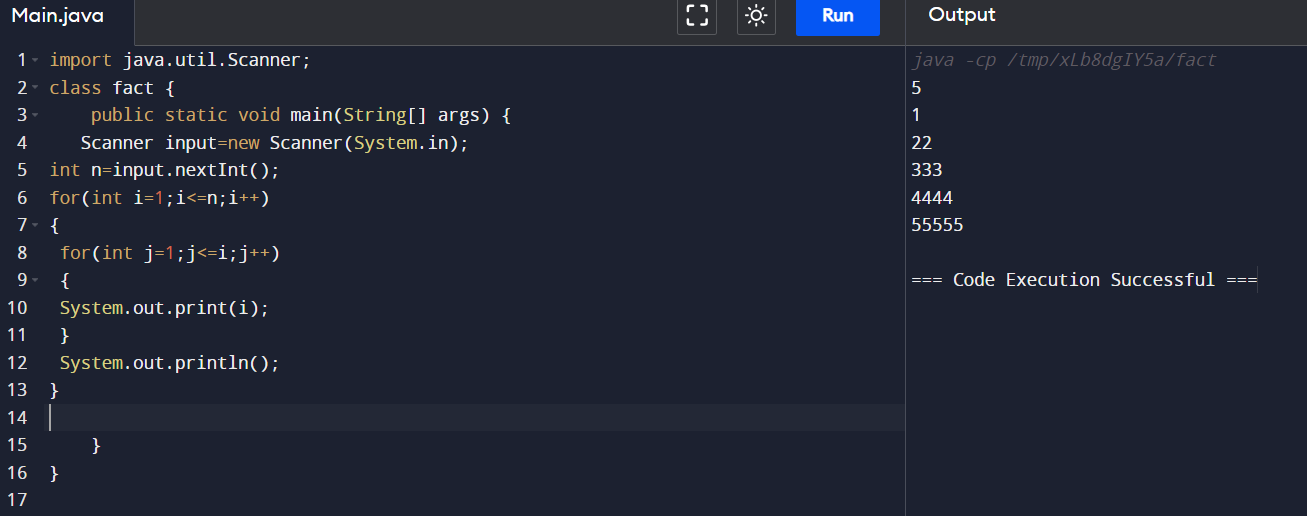 Main.java
Run
Output
1 import java.util.Scanner;
2 class fact {
3 public static void main(String[] args) {
4 Scanner input=new Scanner(System.in);
5 int n=input.nextInt();
6 for(int i=1;i<=n;i++)
7 {
8 for(int j=1;j<=i;j++)
9 {
10 System.out.print(i);
11 }
12 System.out.println();
13 }
14
15 }
16 }
17
java -cp /tmp/xLb8dgIY5a/fact
5
1
22
333
4444
55555
=== Code Execution Successful ===